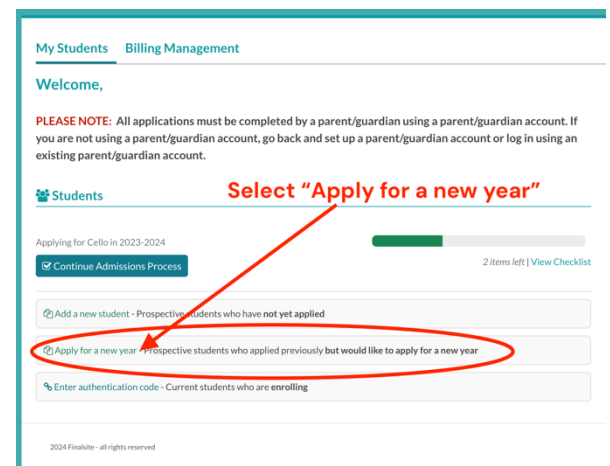 My Students Billing Management
Welcome,
PLEASE NOTE: All applications must be completed by a parent/guardian using a parent/guardian account. If
you are not using a parent/guardian account, go back and set up a parent/guardian account or log in using an
existing parent/guardian account.
Students
Select “Apply for a new year”
Applying for Cello in 2023-2024
Continue Admissions Process
2 items left | View Checklist
Add a new student - Prospective students who have not yet applied
Apply for a new year - Prospective students who applied previously but would like to apply for a new year
Enter authentication code - Current students who are enrolling
2024 Finalsite - all rights reserved